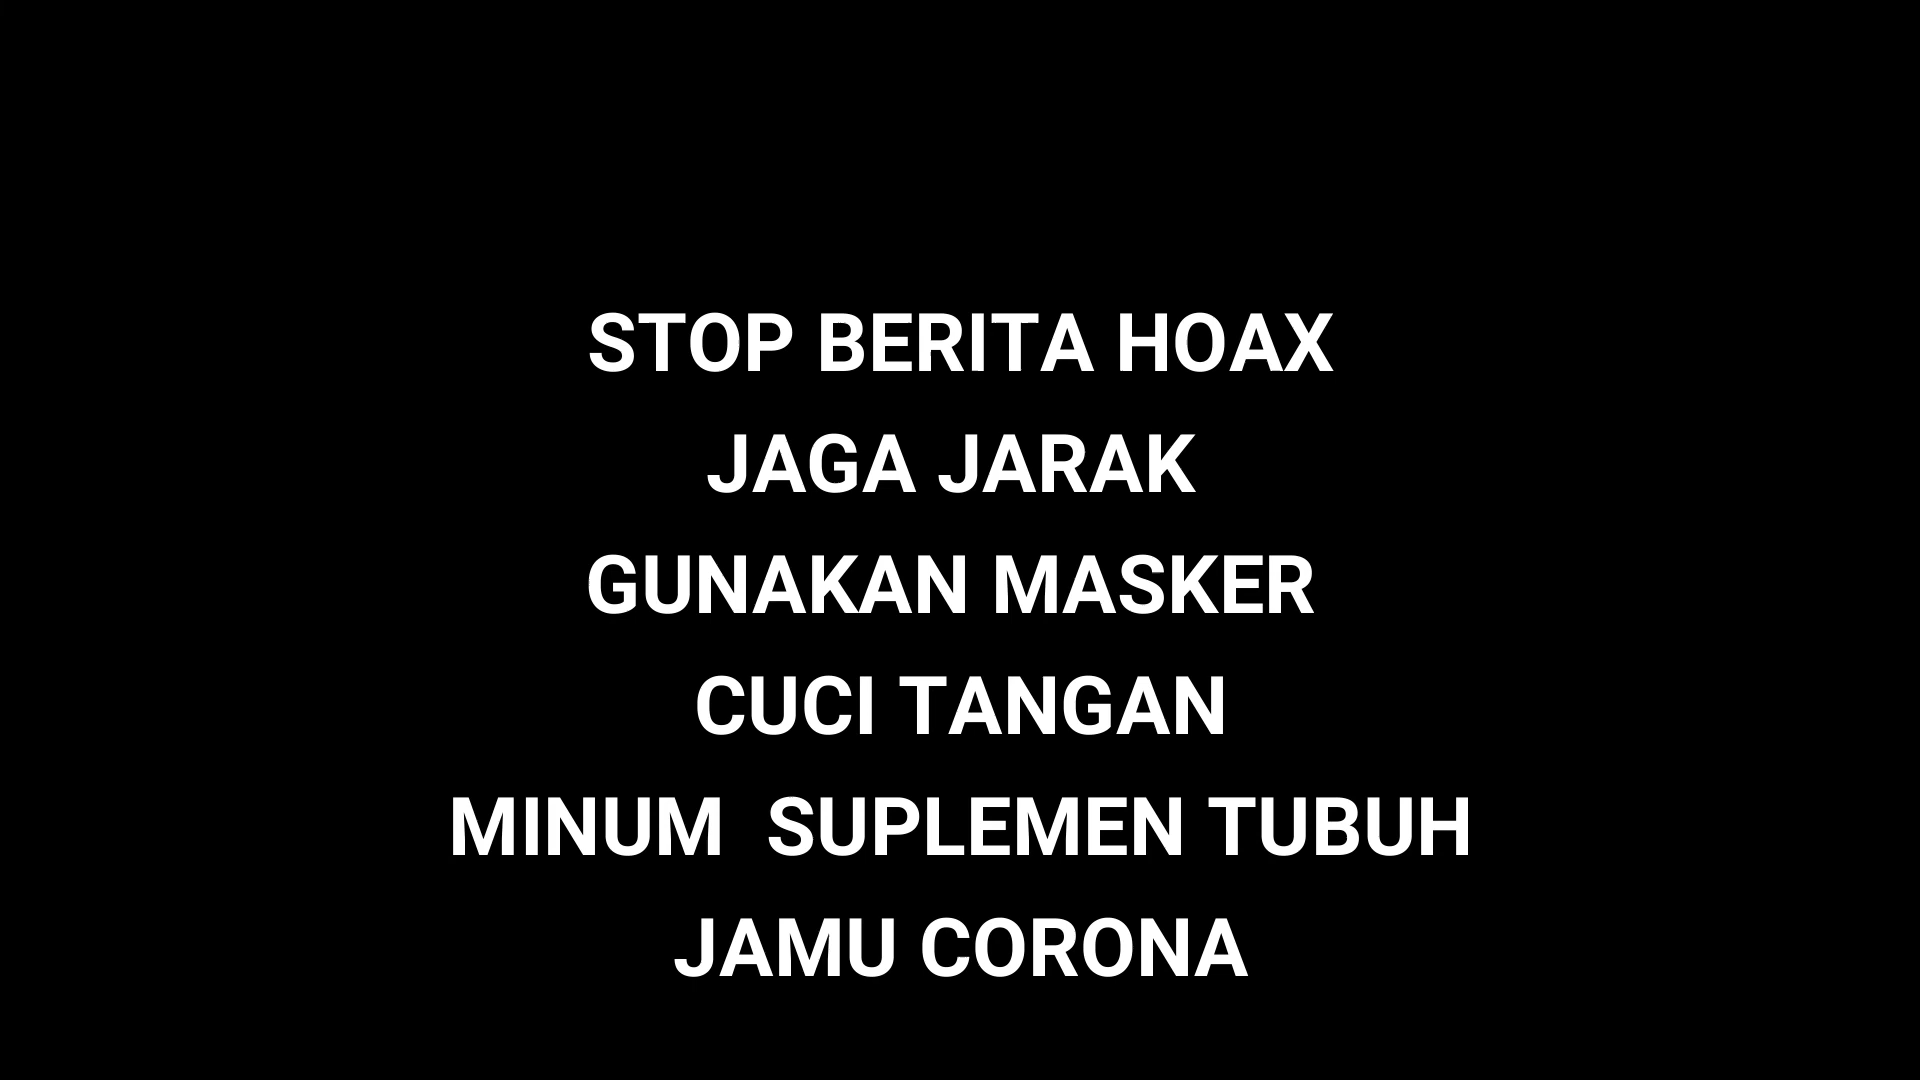 STOP BERITA HOAX
JAGA JARAK
GUNAKAN MASKER
CUCI TANGAN
MINUM  SUPLEMEN TUBUH
JAMU CORONA